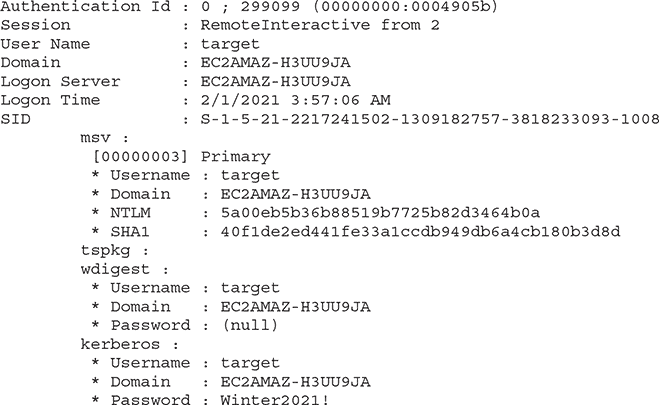 Authentication Id : 0 ; 299099 (00000000:0004905b)
Session           : RemoteInteractive from 2
User Name         : target
Domain            : EC2AMAZ-H3UU9JA
Logon Server      : EC2AMAZ-H3UU9JA
Logon Time        : 2/1/2021 3:57:06 AM
SID               : S-1-5-21-2217241502-1309182757-3818233093-1008
        msv :
         [00000003] Primary
         * Username : target
         * Domain   : EC2AMAZ-H3UU9JA
         * NTLM     : 5a00eb5b36b88519b7725b82d3464b0a
         * SHA1     : 40f1de2ed441fe33a1ccdb949db6a4cb180b3d8d
        tspkg :
        wdigest :
         * Username : target
         * Domain   : EC2AMAZ-H3UU9JA
         * Password : (null)
        kerberos :
         * Username : target
         * Domain   : EC2AMAZ-H3UU9JA
         * Password : Winter2021!